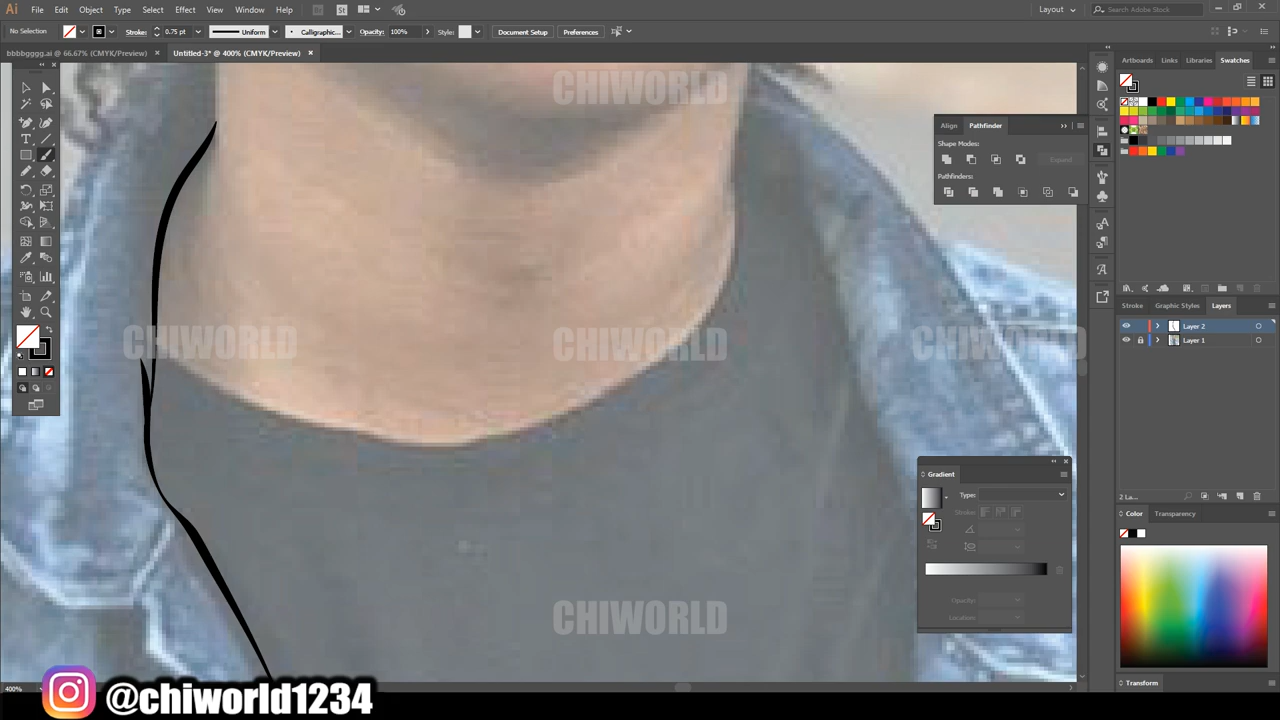 Ai File Edit Object Type Select Effect View Window Help Br St Layout Search Adobe Stock
No Selection Stroke: 0.75 pt Uniform Calligraphic... Opacity: 100% Style: Document Setup Preferences
bbbbgggg.ai @ 66.67% (CMYK/Preview) × Untitled-3* @ 400% (CMYK/Preview) ×
Artboards Links Libraries Swatches
CHIWORLD
Align Pathfinder
Shape Modes:
Expand
Pathfinders:
Stroke Graphic Styles Layers
Layer 2
Layer 1
CHIWORLD CHIWORLD CHIWORLD
Gradient
Type:
Stroke:
2 La...
Color Transparency
Opacity:
Location:
CHIWORLD
Transform
400%
@chiworld1234